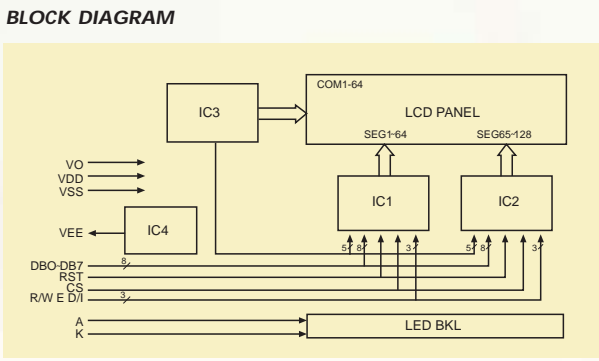 BLOCK DIAGRAM
COM1-64
IC3
LCD PANEL
SEG1-64 SEG65-128
VO
VDD
VSS
IC1 IC2
VEE
IC4
5 8 3 5 8 3
DBO-DB7 8
RST
CS
R/W E D/I 3
A
K
LED BKL